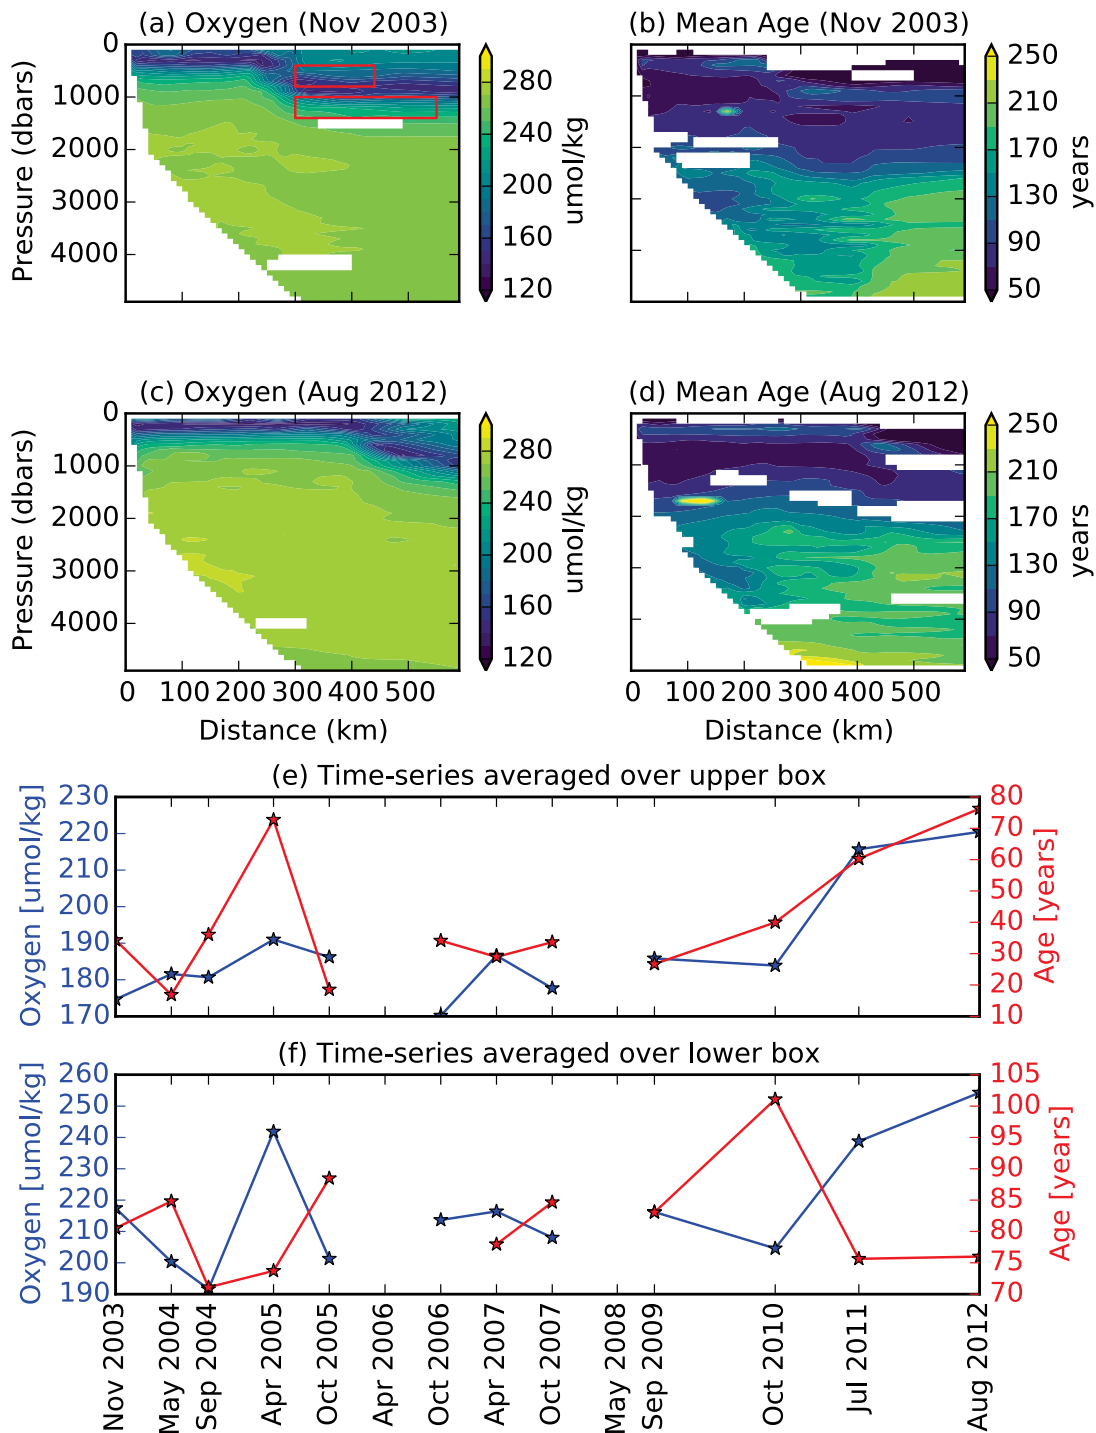 (a) Oxygen (Nov 2003)
(b) Mean Age (Nov 2003)
Pressure (dbars)
0
1000
2000
3000
4000
280
240
200
160
120
umol/kg
250
210
170
130
90
50
years
(c) Oxygen (Aug 2012)
(d) Mean Age (Aug 2012)
Pressure (dbars)
0
1000
2000
3000
4000
280
240
200
160
120
umol/kg
250
210
170
130
90
50
years
0 100 200 300 400 500
0 100 200 300 400 500
Distance (km)
Distance (km)
(e) Time-series averaged over upper box
Oxygen [umol/kg]
230
220
210
200
190
180
170
80
70
60
50
40
30
20
10
Age [years]
(f) Time-series averaged over lower box
Oxygen [umol/kg]
260
250
240
230
220
210
200
190
105
100
95
90
85
80
75
70
Age [years]
Nov 2003
May 2004
Sep 2004
Apr 2005
Oct 2005
Apr 2006
Oct 2006
Apr 2007
Oct 2007
May 2008
Sep 2009
Oct 2010
Jul 2011
Aug 2012